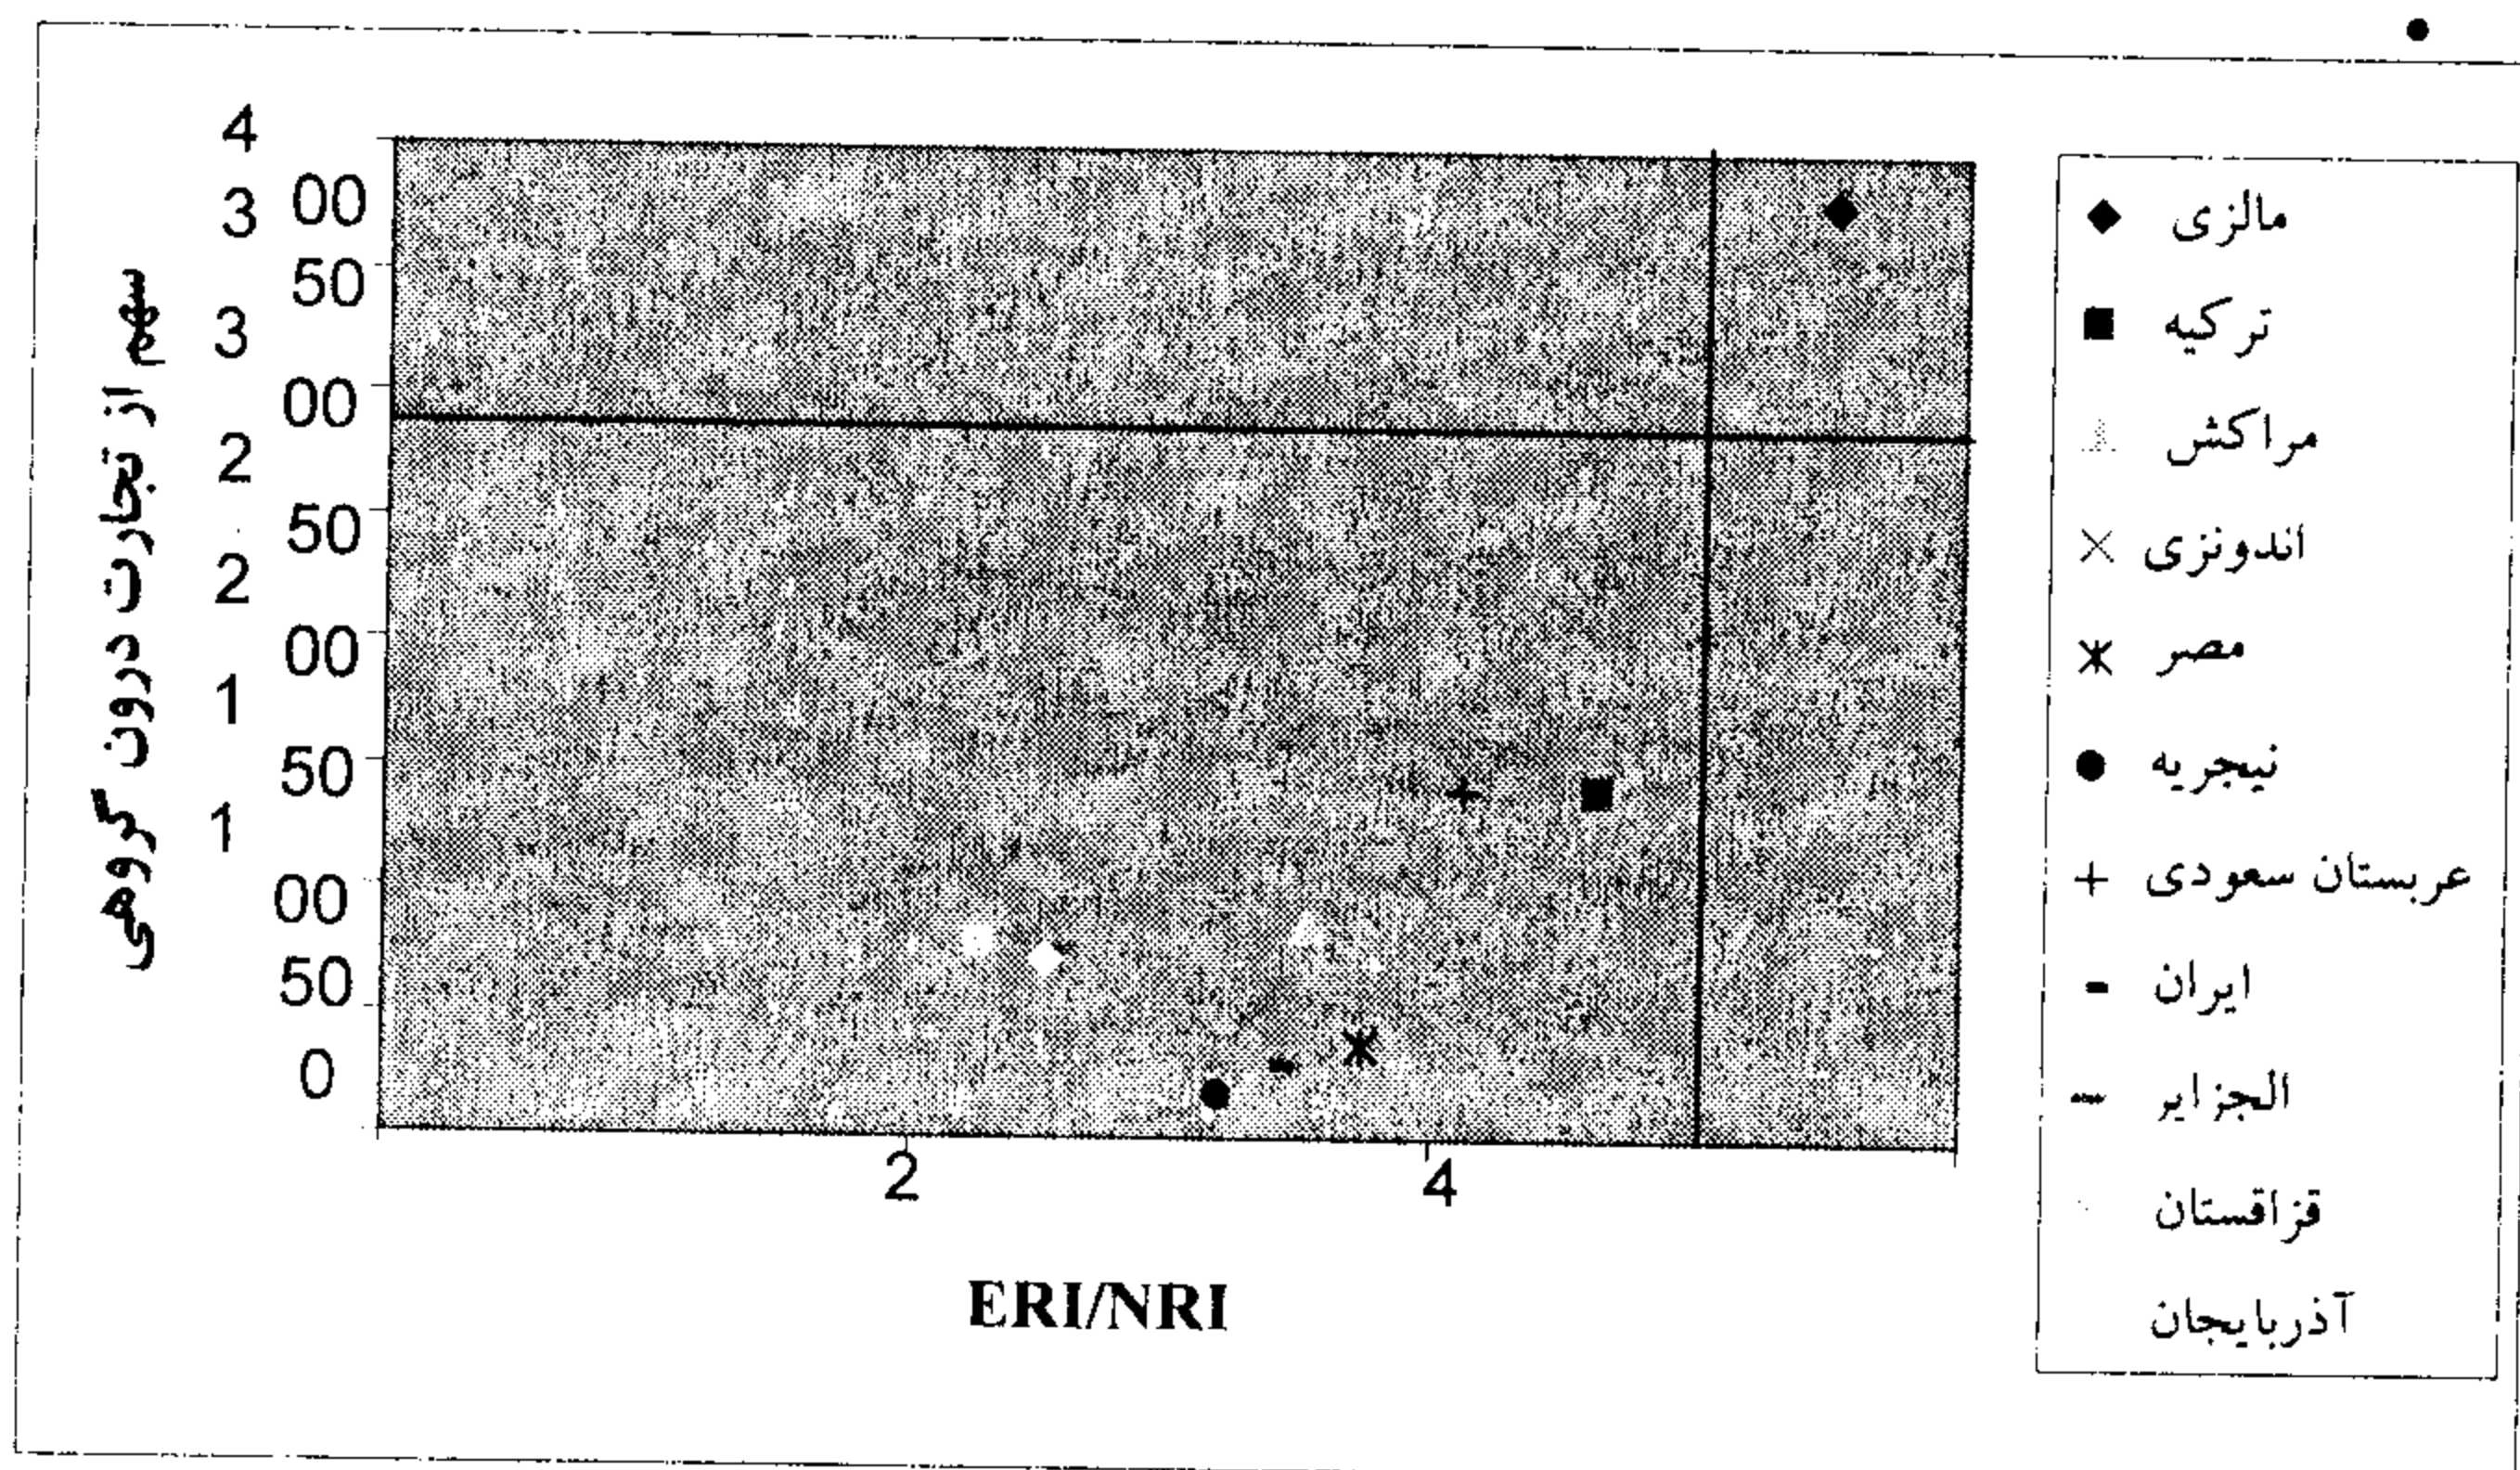 سهم از تجارت درون گروهی
4
00
3
50
3
00
2
50
2
00
1
50
1
00
50
0
2
4
ERI/NRI
مالزی
ترکیه
مراکش
اندونزی
مصر
نیجریه
عربستان سعودی
ایران
الجزایر
قزاقستان
آذربایجان